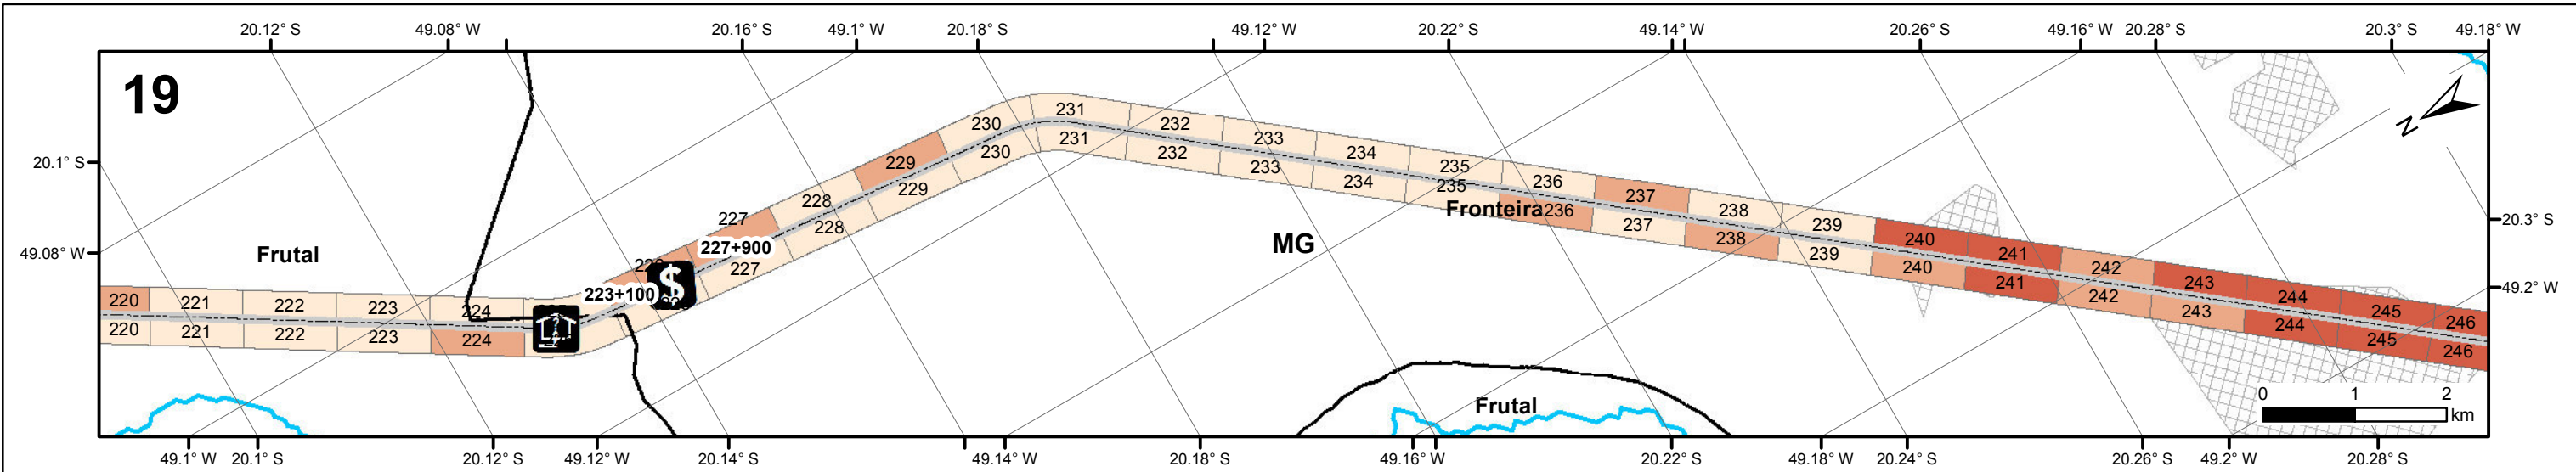 20.12° S 49.08° W 20.16° S 49.1° W 20.18° S 49.12° W 20.22° S 49.14° W 20.26° S 49.16° W 20.28° S 20.3° S 49.18° W
19
N
20.1° S
49.08° W
20.3° S
49.2° W
Frutal
MG
Fronteira
Frutal
220 221 222 223 224
227 228 229 230 231 232 233 234 235 236 237 238 239 240 241 242 243 244 245 246
220 221 222 223 224
227 228 229 230 231 232 233 234 235 236 237 238 239 240 241 242 243 244 245 246
227+900
223+100
$
?
0 1 2
km
49.1° W 20.1° S 20.12° S 49.12° W 20.14° S 49.14° W 20.18° S 49.16° W 20.22° S 49.18° W 20.24° S 20.26° S 49.2° W 20.28° S